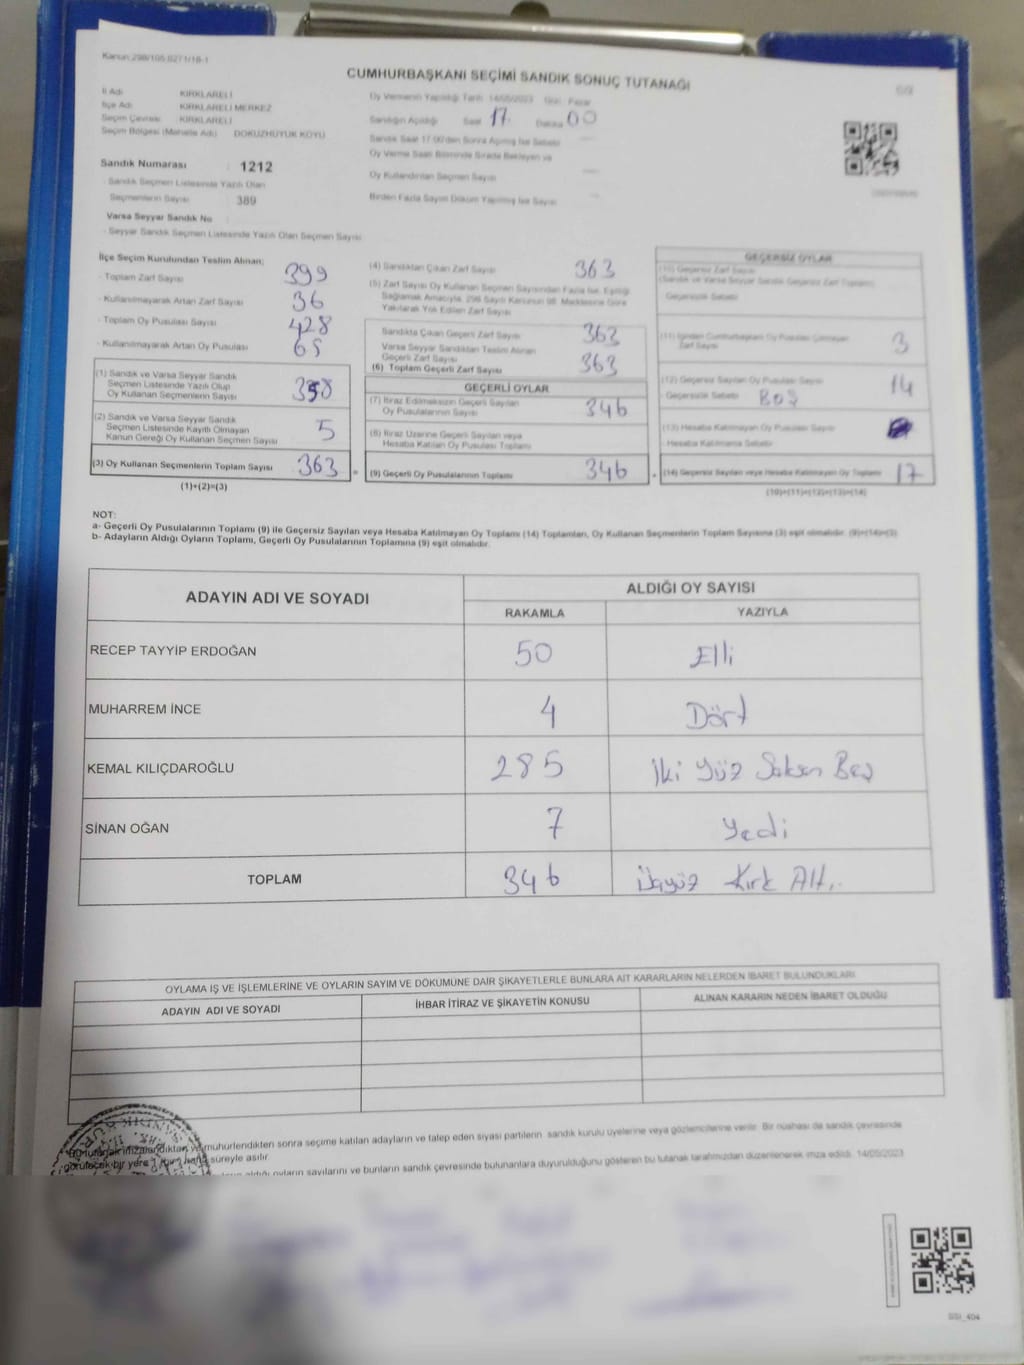 Kanun:298/105,6271/18-1
CUMHURBAŞKANI SEÇİMİ SANDIK SONUÇ TUTANAĞI
İl Adı KIRKLARELİ
İlçe Adı KIRKLARELİ MERKEZ
Seçim Çevresi KIRKLARELİ
Seçim Bölgesi (Mahalle Adı) DOKUZHÖYÜK KÖYÜ
Oy Vermenin Yapıldığı Tarih 14/05/2023 Gün: Pazar
Sandığın Açıldığı Saat 17. Dakika 00
Sandık Saat 17:00'den Sonra Açılmış İse Sebebi
Oy Verme Saati Bitiminde Sırada Bekleyen ve
Oy Kullandırılan Seçmen Sayısı
Birden Fazla Sayım Döküm Yapılmış İse Sayısı
Sandık Numarası : 1212
- Sandık Seçmen Listesinde Yazılı Olan
Seçmenlerin Sayısı 389
Varsa Seyyar Sandık No
- Seyyar Sandık Seçmen Listesinde Yazılı Olan Seçmen Sayısı
İlçe Seçim Kurulundan Teslim Alınan;
- Toplam Zarf Sayısı 399
- Kullanılmayarak Artan Zarf Sayısı 36
- Toplam Oy Pusulası Sayısı 428
- Kullanılmayarak Artan Oy Pusulası 65
(1) Sandık ve Varsa Seyyar Sandık
Seçmen Listesinde Yazılı Olup
Oy Kullanan Seçmenlerin Sayısı 358
(2) Sandık ve Varsa Seyyar Sandık
Seçmen Listesinde Kayıtlı Olmayan
Kanun Gereği Oy Kullanan Seçmen Sayısı 5
(3) Oy Kullanan Seçmenlerin Toplam Sayısı 363
(1)+(2)=(3)
(4) Sandıktan Çıkan Zarf Sayısı 363
(5) Zarf Sayısı Oy Kullanan Seçmen Sayısından Fazla İse, Eşitliği
Sağlamak Amacıyla, 298 Sayılı Kanunun 98. Maddesine Göre
Yakılarak Yok Edilen Zarf Sayısı
Sandıkta Çıkan Geçerli Zarf Sayısı 363
Varsa Seyyar Sandıktan Teslim Alınan
Geçerli Zarf Sayısı
(6) Toplam Geçerli Zarf Sayısı 363
GEÇERLİ OYLAR
(7) İtiraz Edilmeksizin Geçerli Sayılan
Oy Pusulalarının Sayısı 346
(8) İtiraz Üzerine Geçerli Sayılan veya
Hesaba Katılan Oy Pusulası Toplamı
= (9) Geçerli Oy Pusulalarının Toplamı 346
GEÇERSİZ OYLAR
(10) Geçersiz Zarf Sayısı
(Sandık ve Varsa Seyyar Sandık Geçersiz Zarf Toplamı)
Geçersizlik Sebebi
(11) İçinden Cumhurbaşkanı Oy Pusulası Çıkmayan
Zarf Sayısı 3
(12) Geçersiz Sayılan Oy Pusulası Sayısı 14
- Geçersizlik Sebebi BOŞ
(13) Hesaba Katılmayan Oy Pusulası Sayısı
- Hesaba Katılmama Sebebi
+ (14) Geçersiz Sayılan veya Hesaba Katılmayan Oy Toplamı 17
(10)+(11)+(12)+(13)=(14)
NOT:
a- Geçerli Oy Pusulalarının Toplamı (9) ile Geçersiz Sayılan veya Hesaba Katılmayan Oy Toplamı (14) Toplamları, Oy Kullanan Seçmenlerin Toplam Sayısına (3) eşit olmalıdır. (9)+(14)=(3)
b- Adayların Aldığı Oyların Toplamı, Geçerli Oy Pusulalarının Toplamına (9) eşit olmalıdır.
ADAYIN ADI VE SOYADI ALDIĞI OY SAYISI
RAKAMLA YAZIYLA
RECEP TAYYİP ERDOĞAN 50 Elli
MUHARREM İNCE 4 Dört
KEMAL KILIÇDAROĞLU 285 İki Yüz Seksen Beş
SİNAN OĞAN 7 Yedi
TOPLAM 346 Üçyüz Kırk Altı
OYLAMA İŞ VE İŞLEMLERİNE VE OYLARIN SAYIM VE DÖKÜMÜNE DAİR ŞİKAYETLERLE BUNLARA AİT KARARLARIN NELERDEN İBARET BULUNDUKLARI
ADAYIN ADI VE SOYADI İHBAR İTİRAZ VE ŞİKAYETİN KONUSU ALINAN KARARIN NEDEN İBARET OLDUĞU
Bu tutanak imzalandıktan ve mühürlendikten sonra seçime katılan adayların ve talep eden siyasi partilerin sandık kurulu üyelerine veya gözlemcilerine verilir. Bir nüshası da sandık çevresinde
görülecek bir yere 1 hafta süreyle asılır.
aldığı oyların sayılarını ve bunların sandık çevresinde bulunanlara duyurulduğunu gösteren bu tutanak tarafımızdan düzenlenerek imza edildi. 14/05/2023
SSI_404